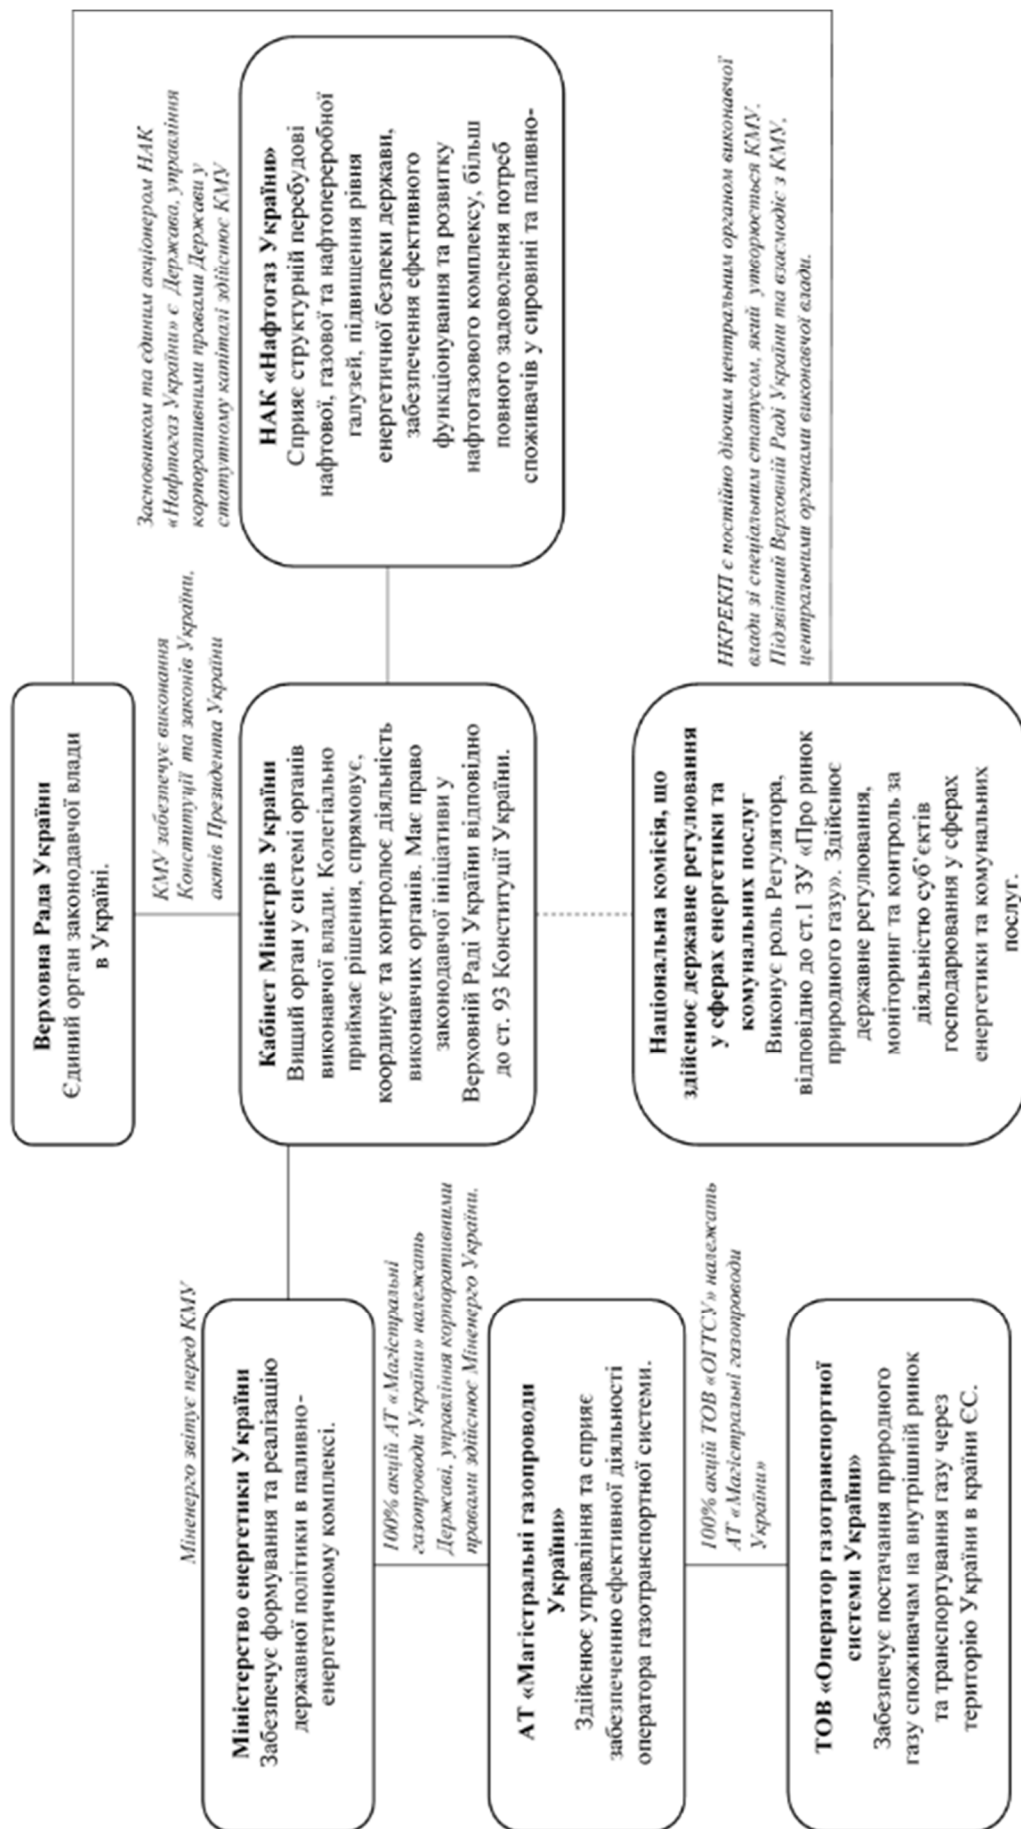 Верховна Рада України
Єдиний орган законодавчої влади
в Україні.
КМУ забезпечує виконання
Конституції та законів України,
актів Президента України
Засновником та єдиним акціонером НАК
«Нафтогаз України» є Держава, управління
корпоративними правами Держави у
статутному капіталі здійснює КМУ
Міненерго звітує перед КМУ
Міністерство енергетики України
Забезпечує формування та реалізацію
державної політики в паливно-
енергетичному комплексі.
Кабінет Міністрів України
Вищий орган у системі органів
виконавчої влади. Колегіально
приймає рішення, спрямовує,
координує та контролює діяльність
виконавчих органів. Має право
законодавчої ініціативи у
Верховній Раді України відповідно
до ст. 93 Конституції України.
НАК «Нафтогаз України»
Сприяє структурній перебудові
нафтової, газової та нафтопереробної
галузей, підвищення рівня
енергетичної безпеки держави,
забезпечення ефективного
функціонування та розвитку
нафтогазового комплексу, більш
повного задоволення потреб
споживачів у сировині та паливно-
100% акцій АТ «Магістральні
газопроводи України» належать
Державі, управління корпоративними
правами здійснює Міненерго України.
АТ «Магістральні газопроводи
України»
Здійснює управління та сприяє
забезпеченню ефективної діяльності
оператора газотранспортної системи.
100% акцій ТОВ «ОГТСУ» належать
АТ «Магістральні газопроводи
України»
ТОВ «Оператор газотранспортної
системи України»
Забезпечує постачання природного
газу споживачам на внутрішній ринок
та транспортування газу через
територію України в країни ЄС.
Національна комісія, що
здійснює державне регулювання
у сферах енергетики та
комунальних послуг
Виконує роль Регулятора,
відповідно до ст.1 ЗУ «Про ринок
природного газу». Здійснює
державне регулювання,
моніторинг та контроль за
діяльністю суб’єктів
господарювання у сферах
енергетики та комунальних
послуг.
НКРЕКП є постійно діючим центральним органом виконавчої
влади зі спеціальним статусом, який утворюється КМУ.
Підзвітний Верховній Раді України та взаємодіє з КМУ,
центральними органами виконавчої влади.